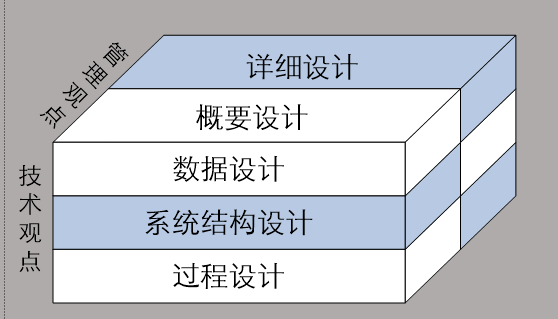 管理观点
详细设计
概要设计
技术观点
数据设计
系统结构设计
过程设计